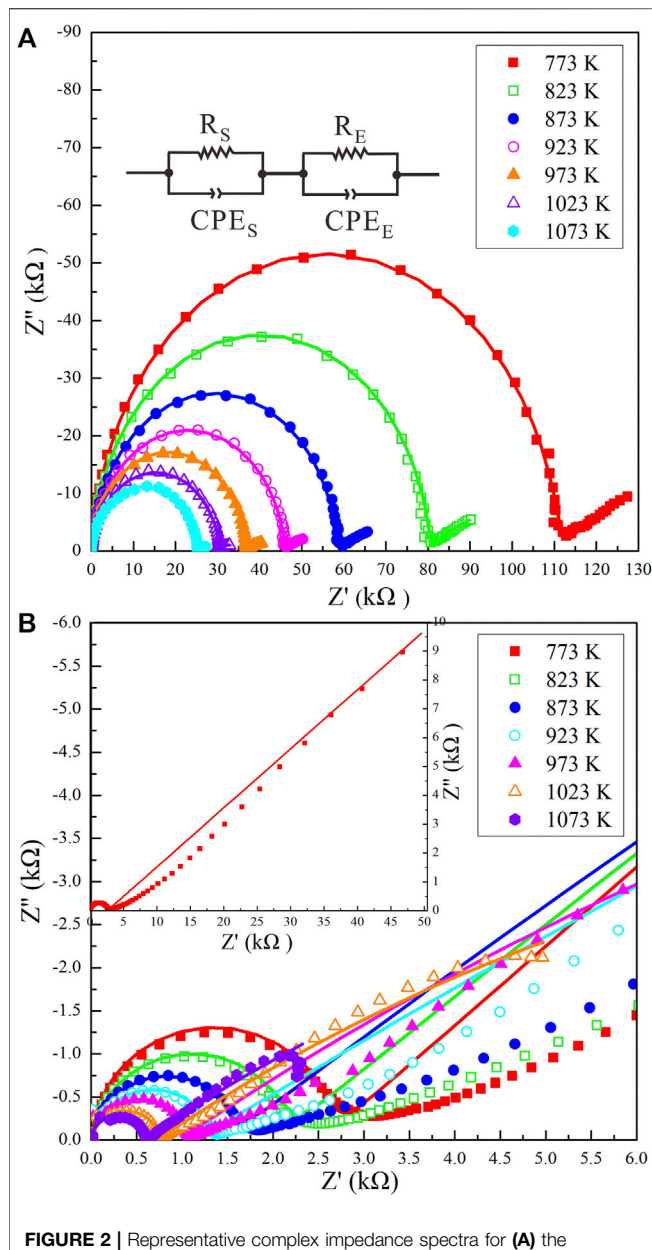 A
-90
-80
-70
-60
-50
-40
-30
-20
-10
0
Z" (kΩ)
773 K
823 K
873 K
923 K
973 K
1023 K
1073 K
R_S
R_E
CPE_S
CPE_E
0 10 20 30 40 50 60 70 80 90 100 110 120 130
Z' (kΩ)
B
-6.0
-5.5
-5.0
-4.5
-4.0
-3.5
-3.0
-2.5
-2.0
-1.5
-1.0
-0.5
0.0
Z" (kΩ)
10
9
8
7
6
5
4
3
2
1
0
Z" (kΩ)
0 5 10 15 20 25 30 35 40 45 50
Z' (kΩ)
773 K
823 K
873 K
923 K
973 K
1023 K
1073 K
0.0 0.5 1.0 1.5 2.0 2.5 3.0 3.5 4.0 4.5 5.0 5.5 6.0
Z' (kΩ)
FIGURE 2 | Representative complex impedance spectra for (A) the